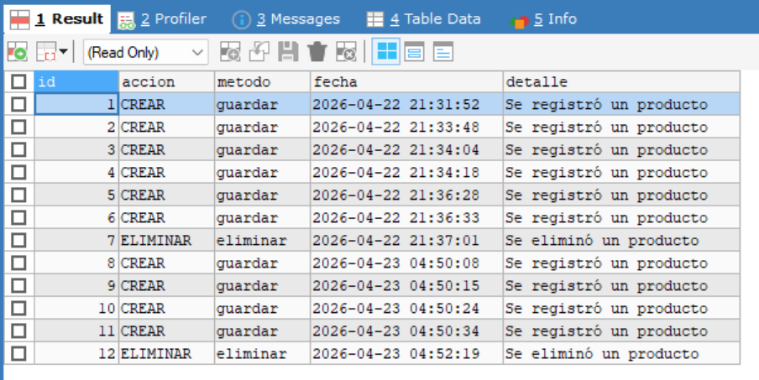 1 Result 2 Profiler 3 Messages 4 Table Data 5 Info
(Read Only)
id accion metodo fecha detalle
1 CREAR guardar 2026-04-22 21:31:52 Se registró un producto
2 CREAR guardar 2026-04-22 21:33:48 Se registró un producto
3 CREAR guardar 2026-04-22 21:34:04 Se registró un producto
4 CREAR guardar 2026-04-22 21:34:18 Se registró un producto
5 CREAR guardar 2026-04-22 21:36:28 Se registró un producto
6 CREAR guardar 2026-04-22 21:36:33 Se registró un producto
7 ELIMINAR eliminar 2026-04-22 21:37:01 Se eliminó un producto
8 CREAR guardar 2026-04-23 04:50:08 Se registró un producto
9 CREAR guardar 2026-04-23 04:50:15 Se registró un producto
10 CREAR guardar 2026-04-23 04:50:24 Se registró un producto
11 CREAR guardar 2026-04-23 04:50:34 Se registró un producto
12 ELIMINAR eliminar 2026-04-23 04:52:19 Se eliminó un producto